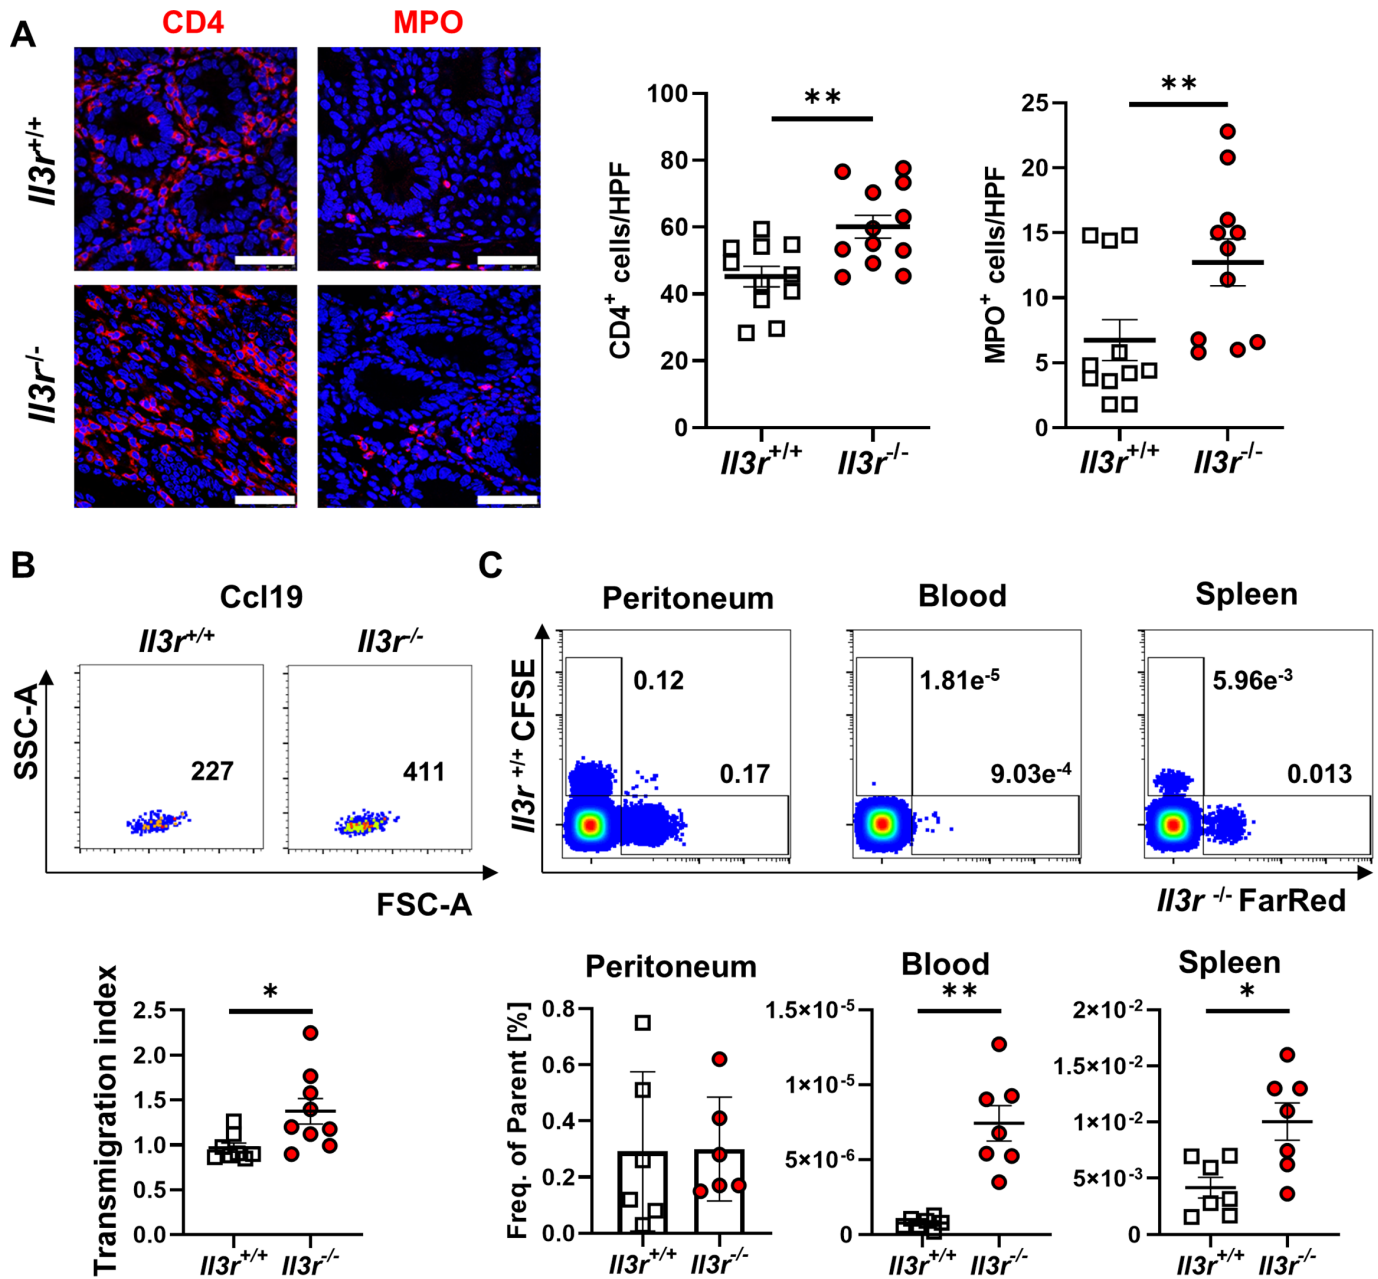 A
CD4
MPO
Il3r+/+
Il3r-/-
CD4+ cells/HPF
100
80
60
40
20
0
**
Il3r+/+
Il3r-/-
MPO+ cells/HPF
25
20
15
10
5
0
**
Il3r+/+
Il3r-/-
B
Ccl19
Il3r+/+
Il3r-/-
SSC-A
227
411
FSC-A
Transmigration index
2.5
2.0
1.5
1.0
0.5
0.0
*
Il3r+/+
Il3r-/-
C
Peritoneum
Blood
Spleen
Il3r +/+ CFSE
0.12
0.17
1.81e-5
9.03e-4
5.96e-3
0.013
Il3r -/- FarRed
Peritoneum
Freq. of Parent [%]
0.8
0.6
0.4
0.2
0.0
Il3r+/+
Il3r-/-
Blood
**
1.5×10-5
1×10-5
5×10-6
0
Il3r+/+
Il3r-/-
Spleen
*
2×10-2
1.5×10-2
1×10-2
5×10-3
0
Il3r+/+
Il3r-/-